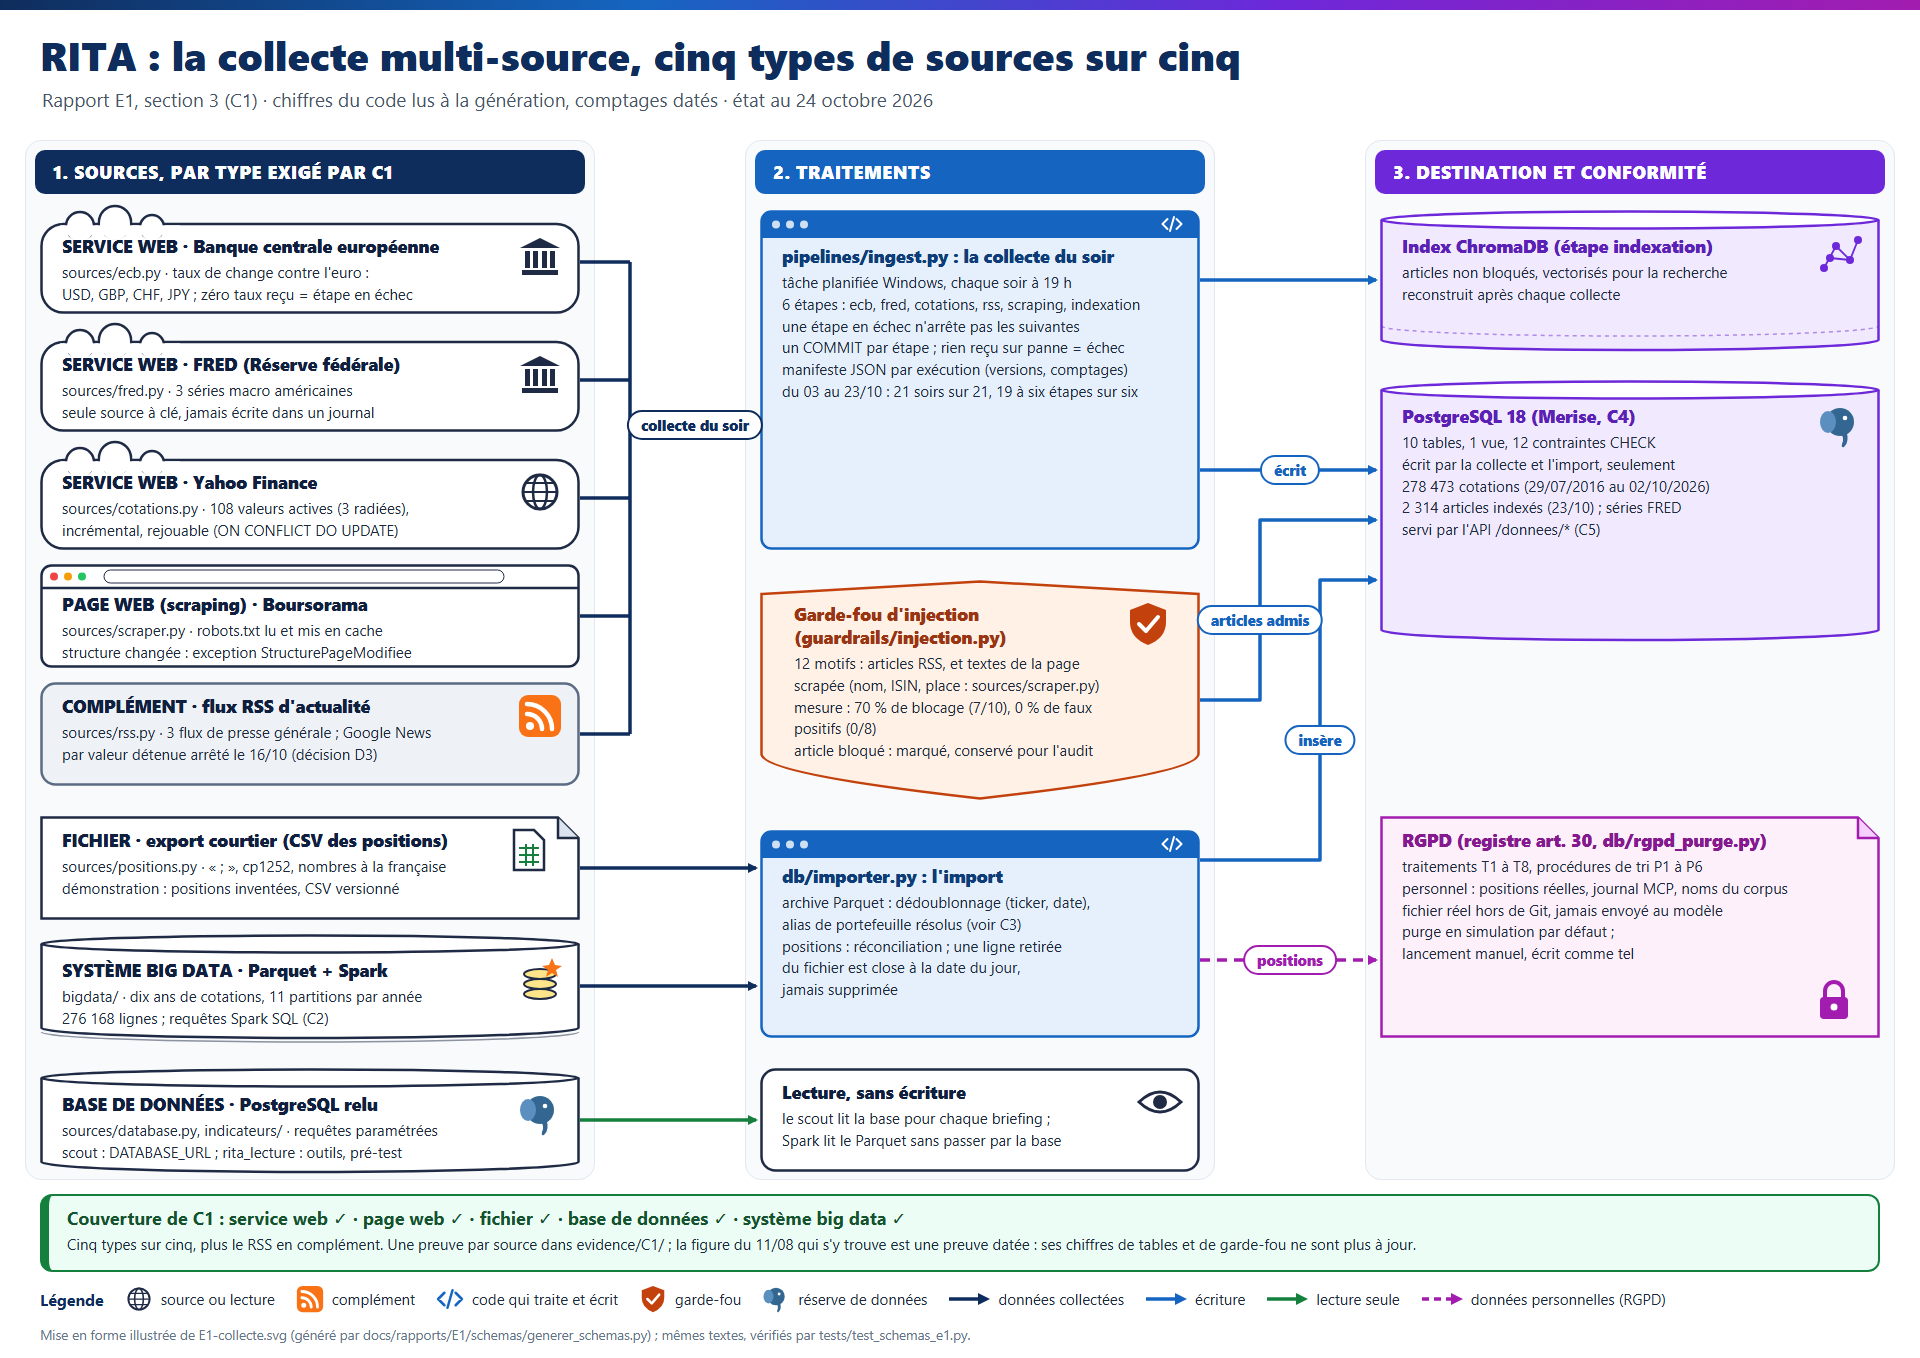 RITA : la collecte multi-source, cinq types de sources sur cinq
Rapport E1, section 3 (C1) · chiffres du code lus à la génération, comptages datés · état au 24 octobre 2026
1. SOURCES, PAR TYPE EXIGÉ PAR C1
SERVICE WEB · Banque centrale européenne
sources/ecb.py · taux de change contre l'euro :
USD, GBP, CHF, JPY ; zéro taux reçu = étape en échec
SERVICE WEB · FRED (Réserve fédérale)
sources/fred.py · 3 séries macro américaines
seule source à clé, jamais écrite dans un journal
SERVICE WEB · Yahoo Finance
sources/cotations.py · 108 valeurs actives (3 radiées),
incrémental, rejouable (ON CONFLICT DO UPDATE)
PAGE WEB (scraping) · Boursorama
sources/scraper.py · robots.txt lu et mis en cache
structure changée : exception StructurePageModifiee
COMPLÉMENT · flux RSS d'actualité
sources/rss.py · 3 flux de presse générale ; Google News
par valeur détenue arrêté le 16/10 (décision D3)
FICHIER · export courtier (CSV des positions)
sources/positions.py · « ; », cp1252, nombres à la française
démonstration : positions inventées, CSV versionné
SYSTÈME BIG DATA · Parquet + Spark
bigdata/ · dix ans de cotations, 11 partitions par année
276 168 lignes ; requêtes Spark SQL (C2)
BASE DE DONNÉES · PostgreSQL relu
sources/database.py, indicateurs/ · requêtes paramétrées
scout : DATABASE_URL ; rita_lecture : outils, pré-test
collecte du soir
2. TRAITEMENTS
</>
pipelines/ingest.py : la collecte du soir
tâche planifiée Windows, chaque soir à 19 h
6 étapes : ecb, fred, cotations, rss, scraping, indexation
une étape en échec n'arrête pas les suivantes
un COMMIT par étape ; rien reçu sur panne = échec
manifeste JSON par exécution (versions, comptages)
du 03 au 23/10 : 21 soirs sur 21, 19 à six étapes sur six
Garde-fou d'injection
(guardrails/injection.py)
12 motifs : articles RSS, et textes de la page
scrapée (nom, ISIN, place : sources/scraper.py)
mesure : 70 % de blocage (7/10), 0 % de faux
positifs (0/8)
article bloqué : marqué, conservé pour l'audit
</>
db/importer.py : l'import
archive Parquet : dédoublonnage (ticker, date),
alias de portefeuille résolus (voir C3)
positions : réconciliation ; une ligne retirée
du fichier est close à la date du jour,
jamais supprimée
Lecture, sans écriture
le scout lit la base pour chaque briefing ;
Spark lit le Parquet sans passer par la base
écrit
articles admis
insère
positions
3. DESTINATION ET CONFORMITÉ
Index ChromaDB (étape indexation)
articles non bloqués, vectorisés pour la recherche
reconstruit après chaque collecte
PostgreSQL 18 (Merise, C4)
10 tables, 1 vue, 12 contraintes CHECK
écrit par la collecte et l'import, seulement
278 473 cotations (29/07/2016 au 02/10/2026)
2 314 articles indexés (23/10) ; séries FRED
servi par l'API /donnees/* (C5)
RGPD (registre art. 30, db/rgpd_purge.py)
traitements T1 à T8, procédures de tri P1 à P6
personnel : positions réelles, journal MCP, noms du corpus
fichier réel hors de Git, jamais envoyé au modèle
purge en simulation par défaut ;
lancement manuel, écrit comme tel
Couverture de C1 : service web ✓ · page web ✓ · fichier ✓ · base de données ✓ · système big data ✓
Cinq types sur cinq, plus le RSS en complément. Une preuve par source dans evidence/C1/ ; la figure du 11/08 qui s'y trouve est une preuve datée : ses chiffres de tables et de garde-fou ne sont plus à jour.
Légende source ou lecture complément </> code qui traite et écrit garde-fou réserve de données données collectées écriture lecture seule données personnelles (RGPD)
Mise en forme illustrée de E1-collecte.svg (généré par docs/rapports/E1/schemas/generer_schemas.py) ; mêmes textes, vérifiés par tests/test_schemas_e1.py.